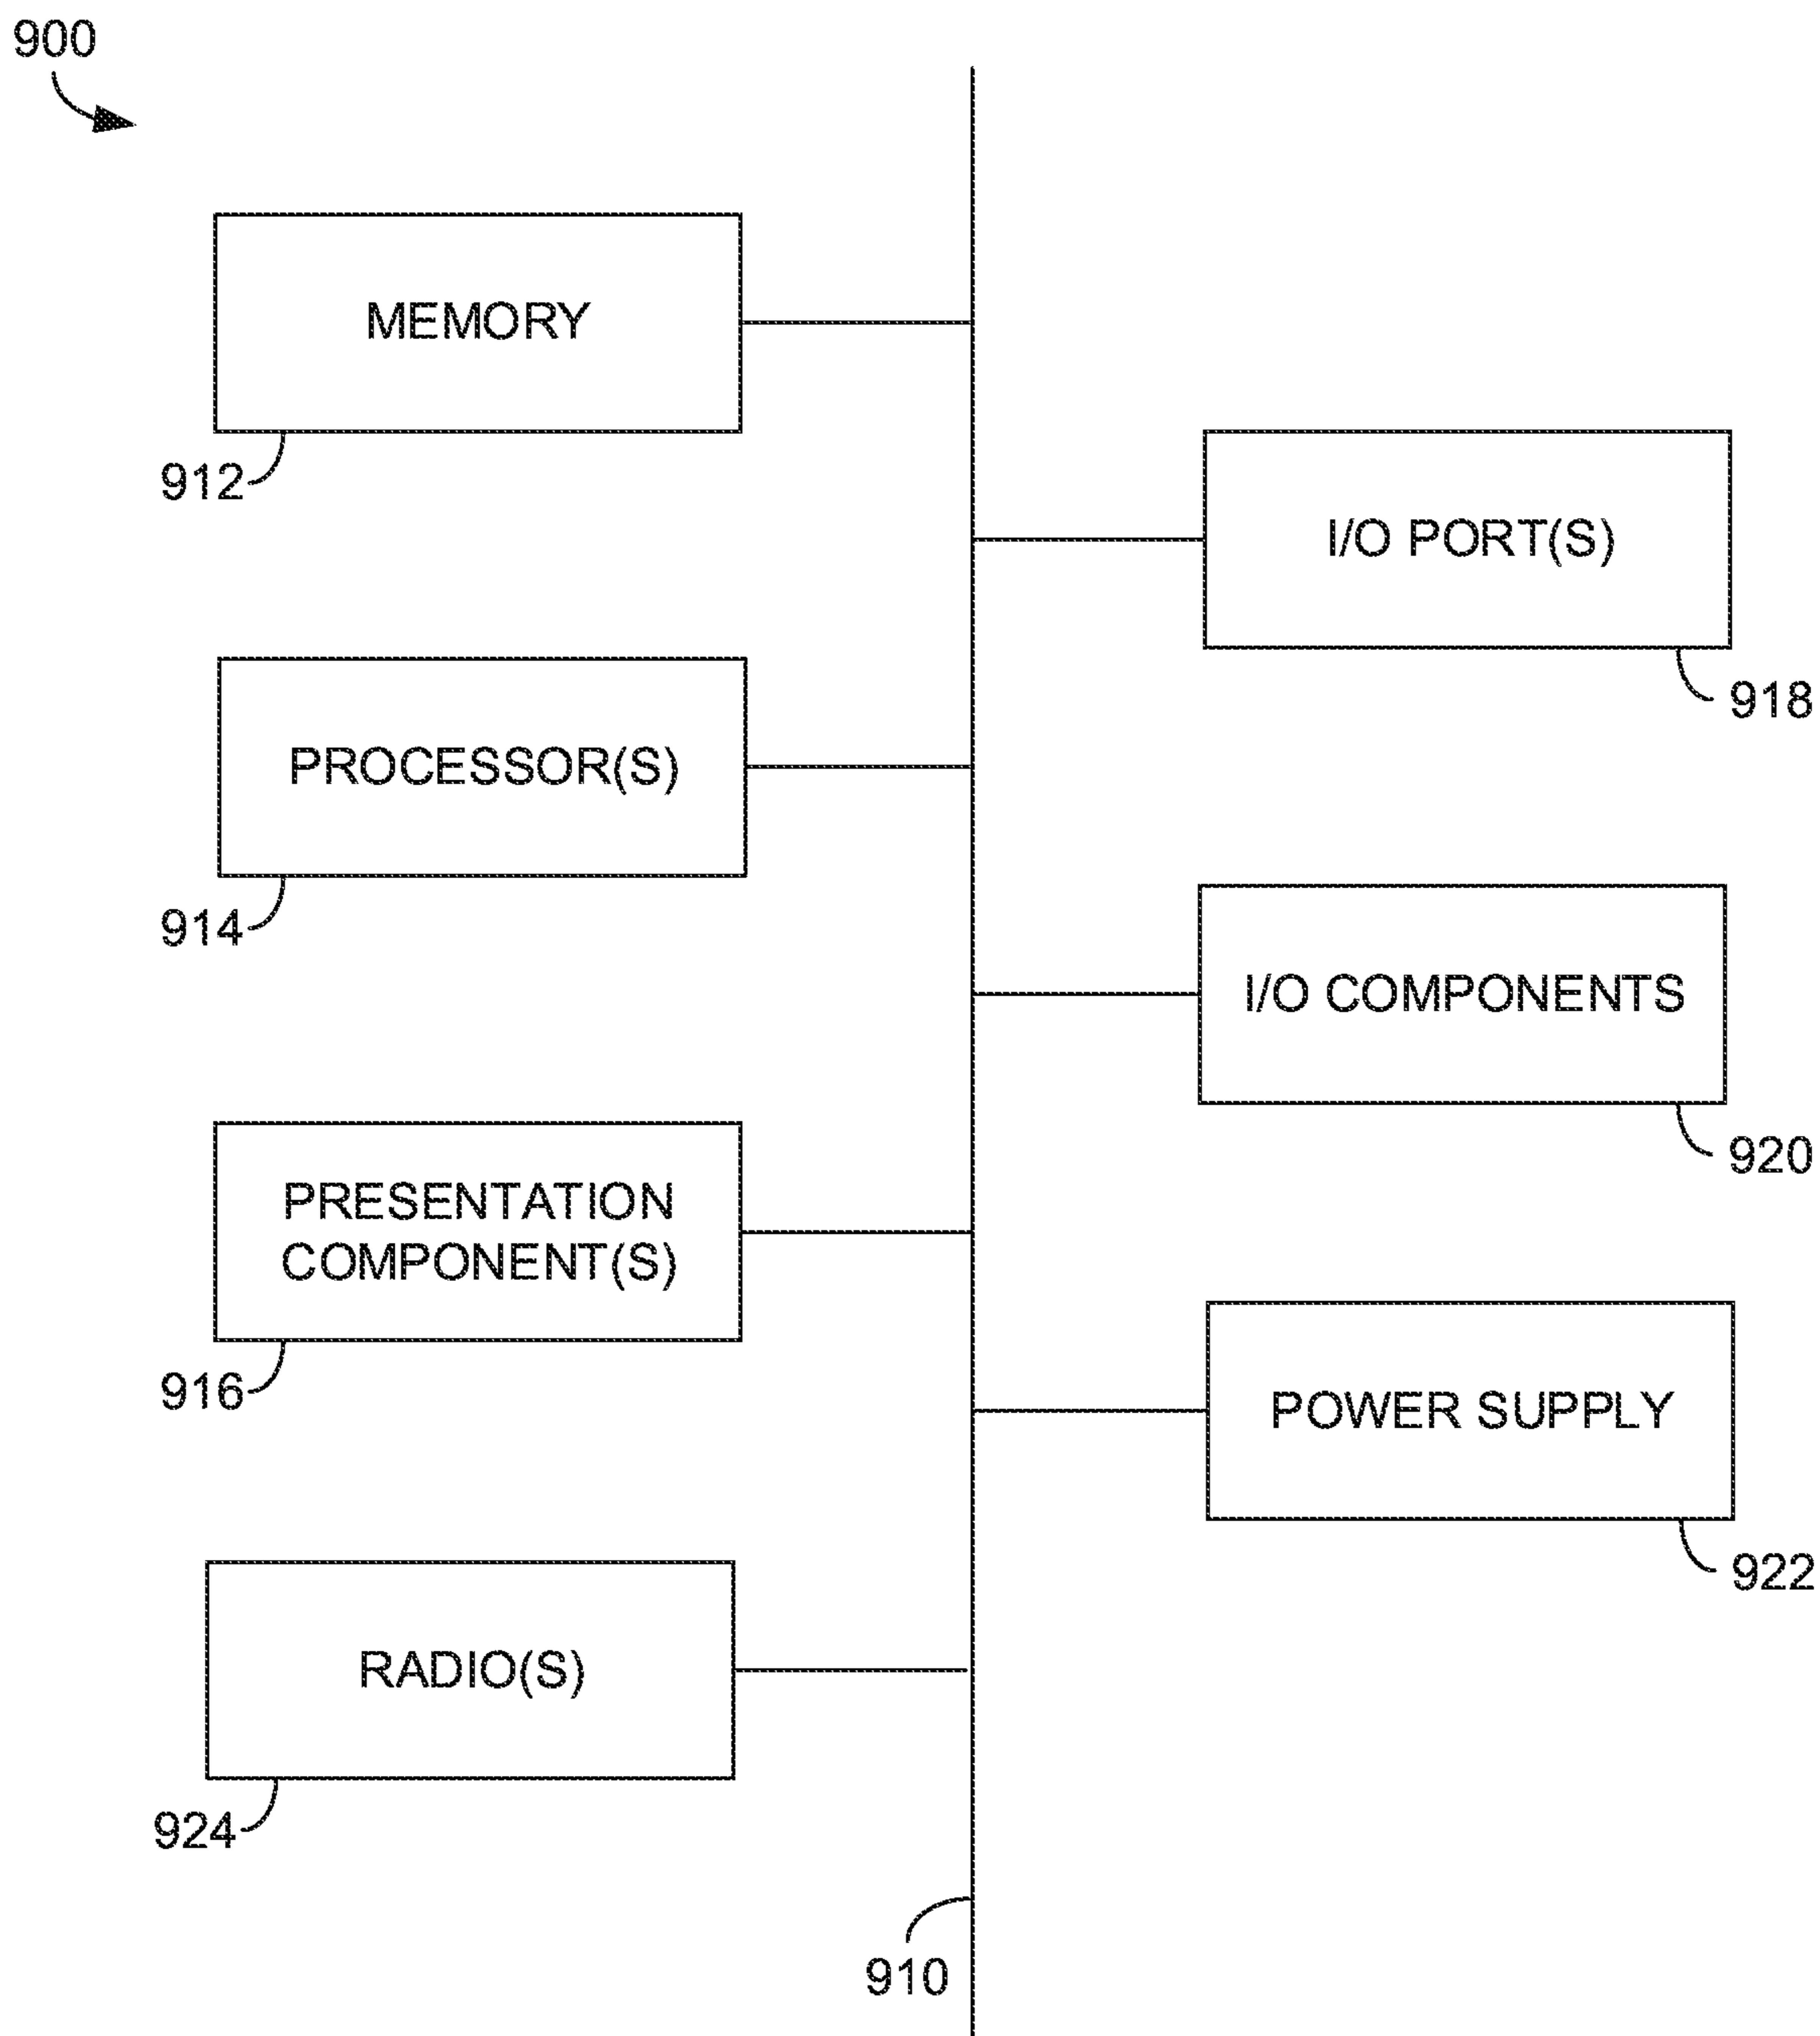 900
MEMORY
912
I/O PORT(S)
918
PROCESSOR(S)
914
I/O COMPONENTS
920
PRESENTATION
COMPONENT(S)
916
POWER SUPPLY
922
RADIO(S)
924
910